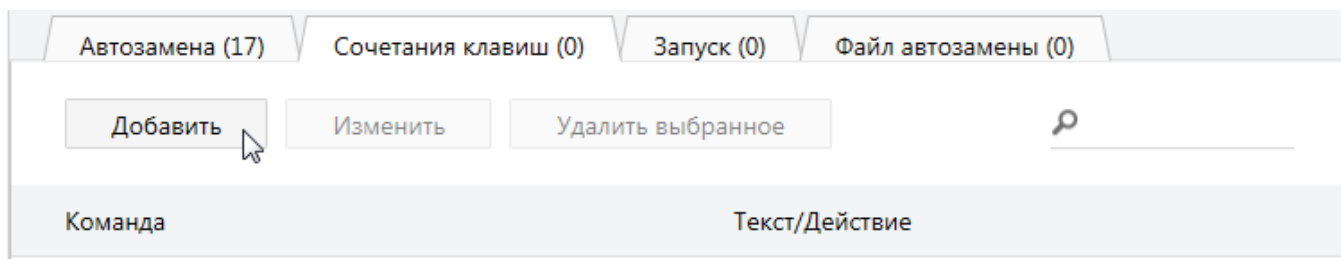 Автозамена (17) Сочетания клавиш (0) Запуск (0) Файл автозамены (0)
Добавить Изменить Удалить выбранное
Команда Текст/Действие